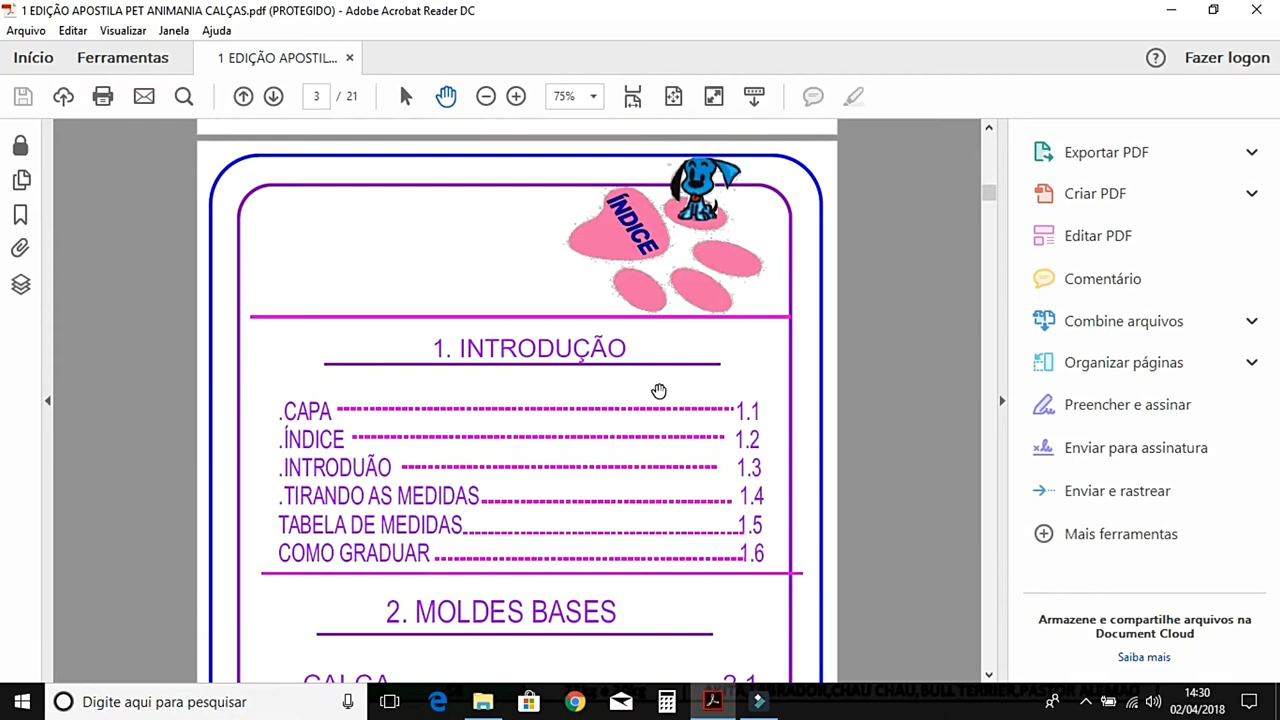 1 EDIÇÃO APOSTILA PET ANIMANIA CALÇAS.pdf (PROTEGIDO) - Adobe Acrobat Reader DC
Arquivo Editar Visualizar Janela Ajuda
Início Ferramentas 1 EDIÇÃO APOSTIL... Fazer logon
3 / 21 75%
ÍNDICE
1. INTRODUÇÃO
.CAPA 1.1
.ÍNDICE 1.2
.INTRODUÃO 1.3
.TIRANDO AS MEDIDAS 1.4
TABELA DE MEDIDAS 1.5
COMO GRADUAR 1.6
2. MOLDES BASES
CALÇA 2.1
Exportar PDF
Criar PDF
Editar PDF
Comentário
Combine arquivos
Organizar páginas
Preencher e assinar
Enviar para assinatura
Enviar e rastrear
Mais ferramentas
Armazene e compartilhe arquivos na
Document Cloud
Saiba mais
Digite aqui para pesquisar
14:30
02/04/2018